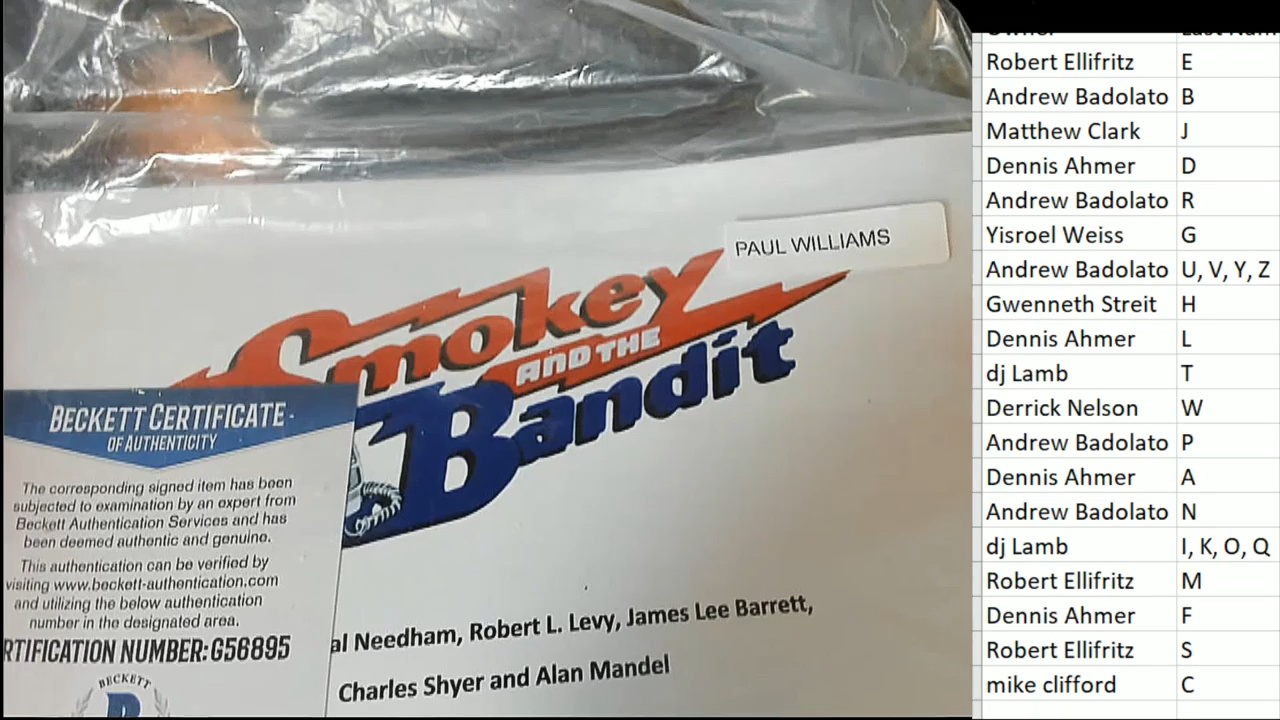 PAUL WILLIAMS
Smokey
AND THE
Bandit
BECKETT CERTIFICATE
OF AUTHENTICITY
The corresponding signed item has been
subjected to examination by an expert from
Beckett Authentication Services and has
been deemed authentic and genuine.
This authentication can be verified by
visiting www.beckett-authentication.com
and utilizing the below authentication
number in the designated area.
RTIFICATION NUMBER: G56895
BECKETT
B
al Needham, Robert L. Levy, James Lee Barrett,
Charles Shyer and Alan Mandel
Owner Last Nam
Robert Ellifritz E
Andrew Badolato B
Matthew Clark J
Dennis Ahmer D
Andrew Badolato R
Yisroel Weiss G
Andrew Badolato U, V, Y, Z
Gwenneth Streit H
Dennis Ahmer L
dj Lamb T
Derrick Nelson W
Andrew Badolato P
Dennis Ahmer A
Andrew Badolato N
dj Lamb I, K, O, Q
Robert Ellifritz M
Dennis Ahmer F
Robert Ellifritz S
mike clifford C